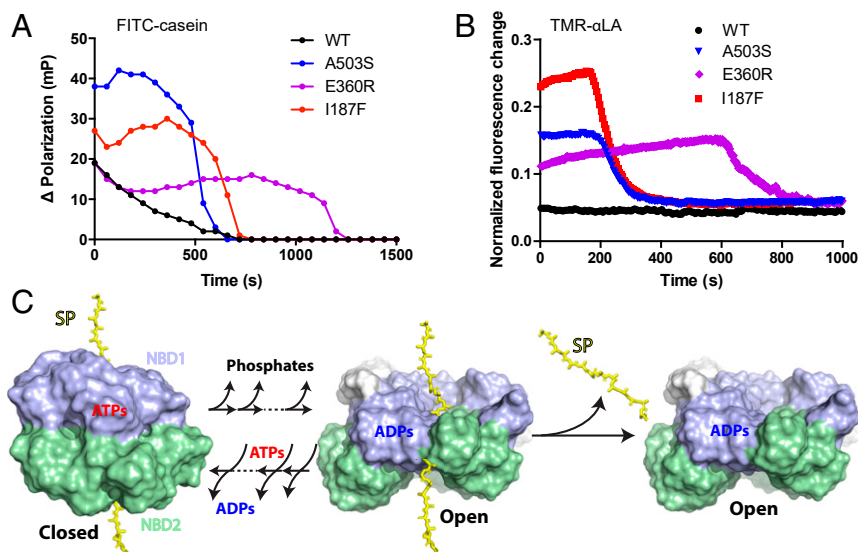 A
FITC-casein
WT
A503S
E360R
I187F
Δ Polarization (mP)
50
40
30
20
10
0
0
500
1000
1500
Time (s)
B
TMR-αLA
WT
A503S
E360R
I187F
Normalized fluorescence change
0.3
0.2
0.1
0.0
0
200
400
600
800
1000
Time (s)
C
SP
NBD1
ATPs
NBD2
Closed
Phosphates
ATPs
ADPs
ADPs
Open
SP
ADPs
Open